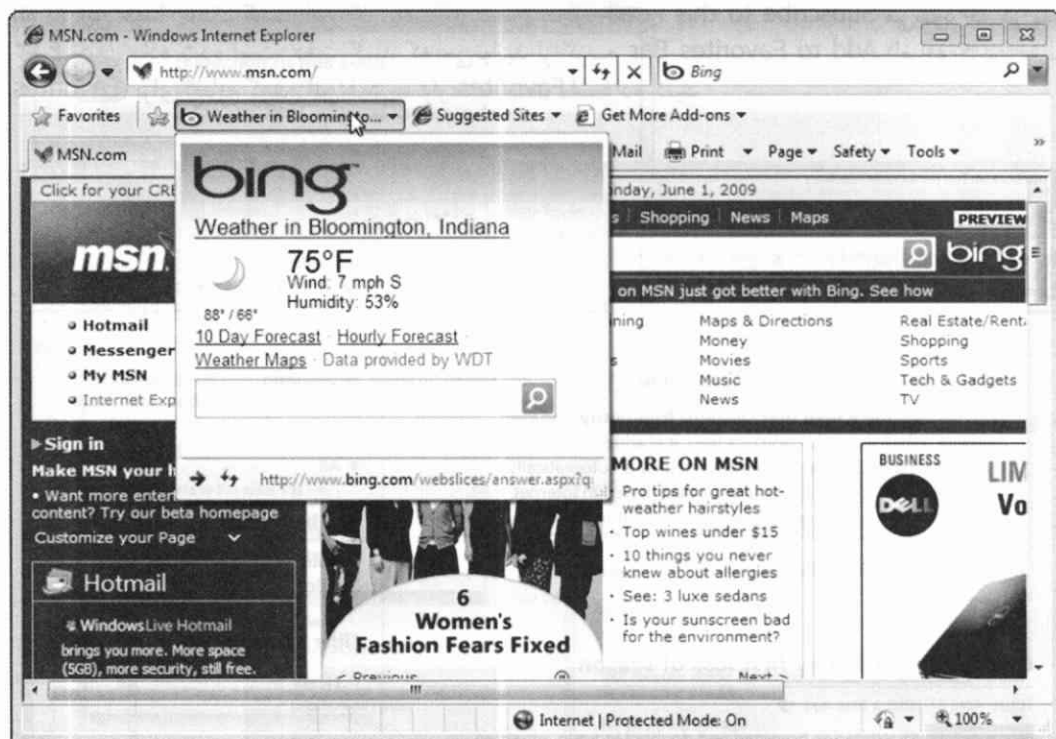 MSN.com - Windows Internet Explorer
http://www.msn.com/
Bing
Favorites
Weather in Bloomingto...
Suggested Sites
Get More Add-ons
MSN.com
Mail
Print
Page
Safety
Tools
Click for your CRE
nday, June 1, 2009
bing
Weather in Bloomington, Indiana
75°F
Wind: 7 mph S
Humidity: 53%
88° / 66°
10 Day Forecast · Hourly Forecast ·
Weather Maps · Data provided by WDT
http://www.bing.com/webslices/answer.aspx?q
s
Shopping
News
Maps
PREVIEW
msn
bing
on MSN just got better with Bing. See how
Hotmail
Messenger
My MSN
Internet Exp
ning
s
Maps & Directions
Money
Movies
Music
News
Real Estate/Rent
Shopping
Sports
Tech & Gadgets
TV
Sign in
Make MSN your h
• Want more enter
content? Try our beta homepage
Customize your Page
Hotmail
WindowsLive Hotmail
brings you more. More space
(5GB), more security, still free.
6
Women's
Fashion Fears Fixed
< Previous
Next >
MORE ON MSN
· Pro tips for great hot-
weather hairstyles
· Top wines under $15
· 10 things you never
knew about allergies
· See: 3 luxe sedans
· Is your sunscreen bad
for the environment?
BUSINESS
DELL
LIM
Vo
Internet | Protected Mode: On
100%